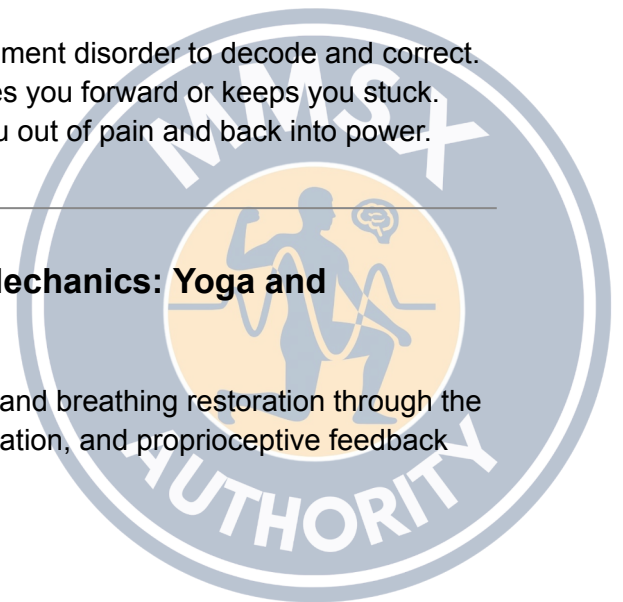 ment disorder to decode and correct.
es you forward or keeps you stuck.
u out of pain and back into power.
MMSX
echanics: Yoga and
and breathing restoration through the
ation, and proprioceptive feedback
AUTHORITY